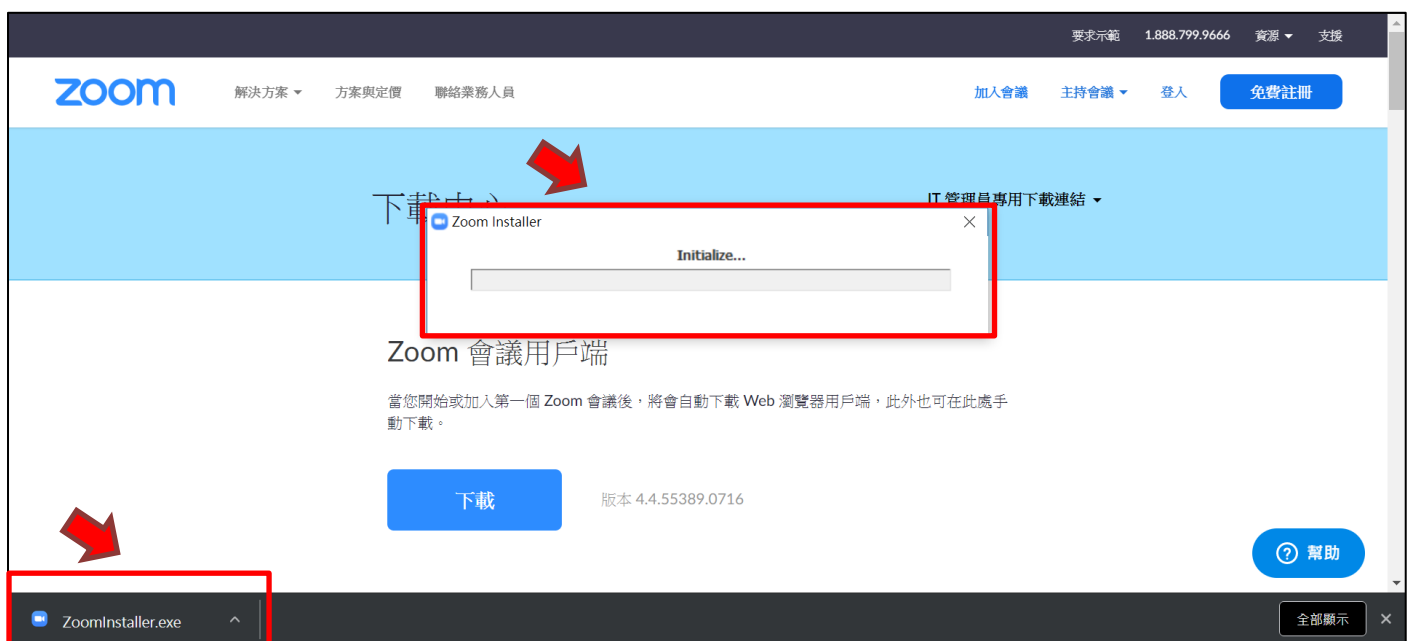 要求示範 1.888.799.9666 資源 支援
zoom 解決方案 方案與定價 聯絡業務人員 加入會議 主持會議 登入 免費註冊
下載中心
IT 管理員專用下載連結
Zoom Installer
Initialize...
Zoom 會議用戶端
當您開始或加入第一個 Zoom 會議後，將會自動下載 Web 瀏覽器用戶端，此外也可在此處手
動下載。
下載 版本 4.4.55389.0716
幫助
ZoomInstaller.exe 全部顯示